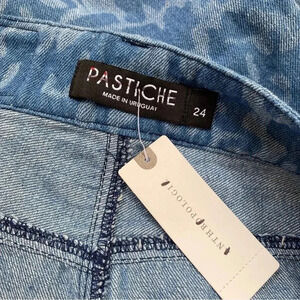 PASTICHE
MADE IN URUGUAY
24
ANTHROPOLOGIE